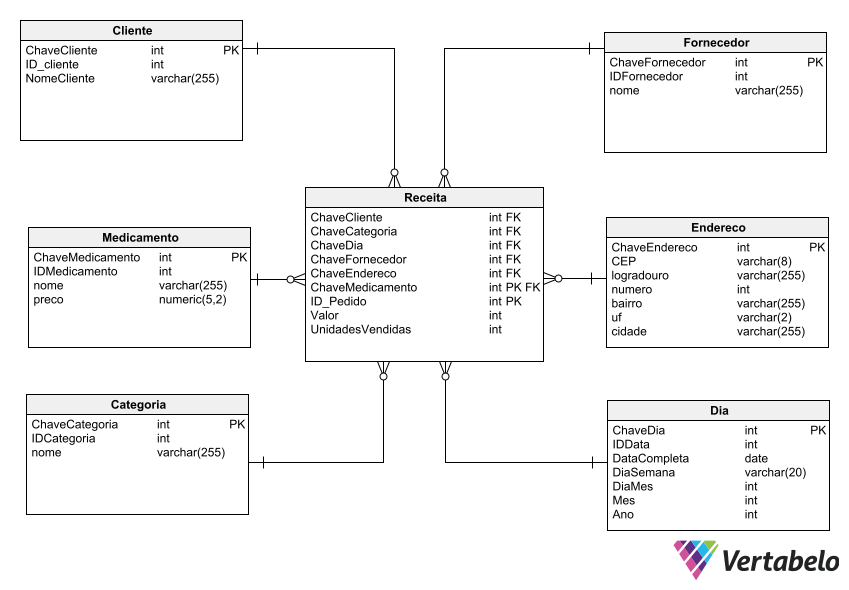 Cliente
ChaveCliente int PK
ID_cliente int
NomeCliente varchar(255)
Fornecedor
ChaveFornecedor int PK
IDFornecedor int
nome varchar(255)
Receita
ChaveCliente int FK
ChaveCategoria int FK
ChaveDia int FK
ChaveFornecedor int FK
ChaveEndereco int FK
ChaveMedicamento int PK FK
ID_Pedido int PK
Valor int
UnidadesVendidas int
Medicamento
ChaveMedicamento int PK
IDMedicamento int
nome varchar(255)
preco numeric(5,2)
Endereco
ChaveEndereco int PK
CEP varchar(8)
logradouro varchar(255)
numero int
bairro varchar(255)
uf varchar(2)
cidade varchar(255)
Categoria
ChaveCategoria int PK
IDCategoria int
nome varchar(255)
Dia
ChaveDia int PK
IDData int
DataCompleta date
DiaSemana varchar(20)
DiaMes int
Mes int
Ano int
Vertabelo